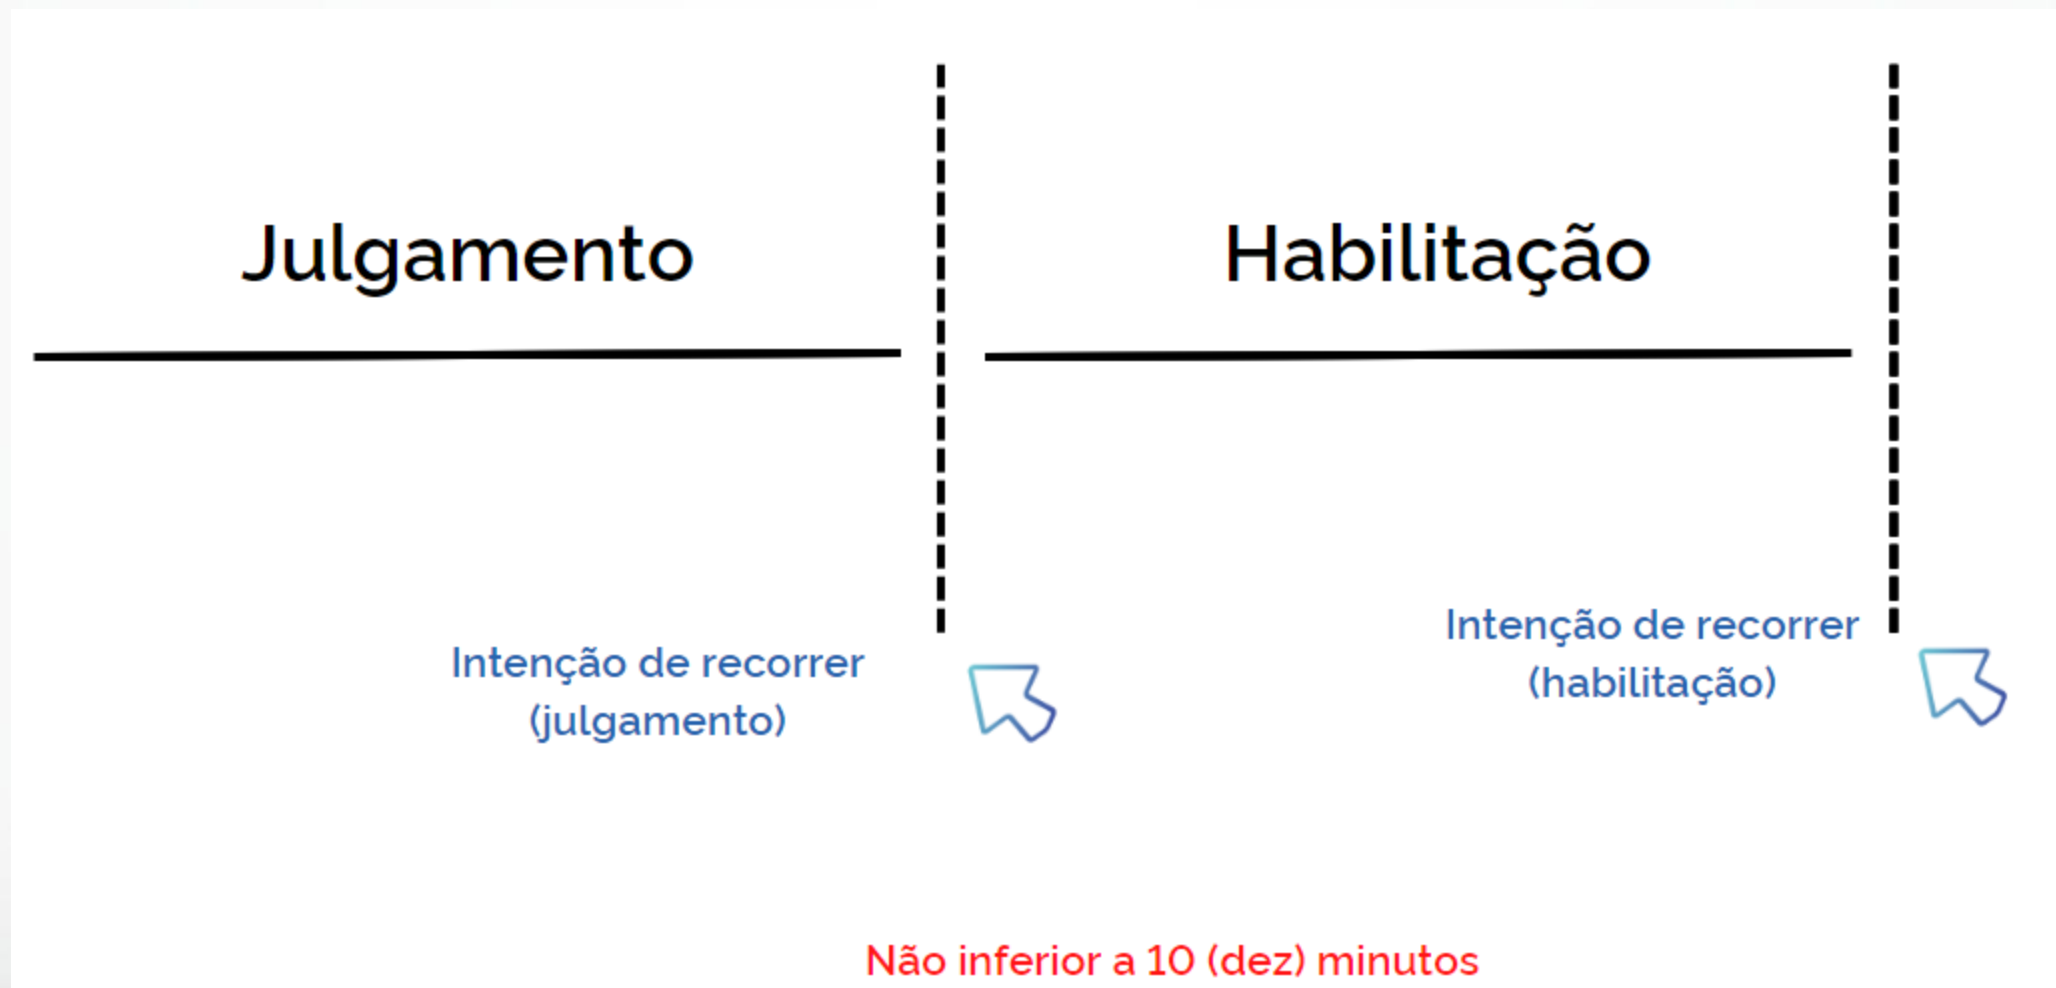 Julgamento
Habilitação
Intenção de recorrer
(julgamento)
Intenção de recorrer
(habilitação)
Não inferior a 10 (dez) minutos